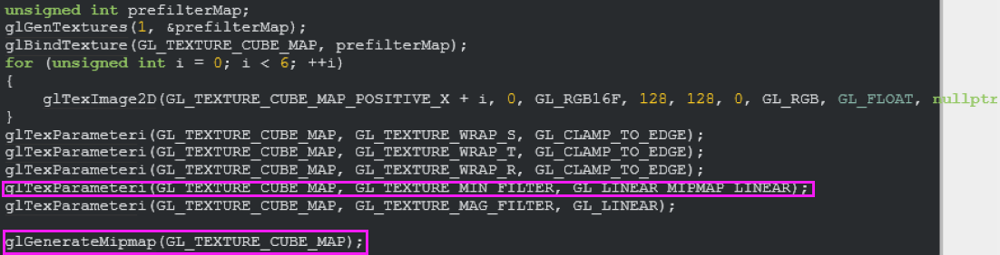 unsigned int prefilterMap;
glGenTextures(1, &prefilterMap);
glBindTexture(GL_TEXTURE_CUBE_MAP, prefilterMap);
for (unsigned int i = 0; i < 6; ++i)
{
    glTexImage2D(GL_TEXTURE_CUBE_MAP_POSITIVE_X + i, 0, GL_RGB16F, 128, 128, 0, GL_RGB, GL_FLOAT, nullptr
}
glTexParameteri(GL_TEXTURE_CUBE_MAP, GL_TEXTURE_WRAP_S, GL_CLAMP_TO_EDGE);
glTexParameteri(GL_TEXTURE_CUBE_MAP, GL_TEXTURE_WRAP_T, GL_CLAMP_TO_EDGE);
glTexParameteri(GL_TEXTURE_CUBE_MAP, GL_TEXTURE_WRAP_R, GL_CLAMP_TO_EDGE);
glTexParameteri(GL_TEXTURE_CUBE_MAP, GL_TEXTURE_MIN_FILTER, GL_LINEAR_MIPMAP_LINEAR);
glTexParameteri(GL_TEXTURE_CUBE_MAP, GL_TEXTURE_MAG_FILTER, GL_LINEAR);
glGenerateMipmap(GL_TEXTURE_CUBE_MAP);